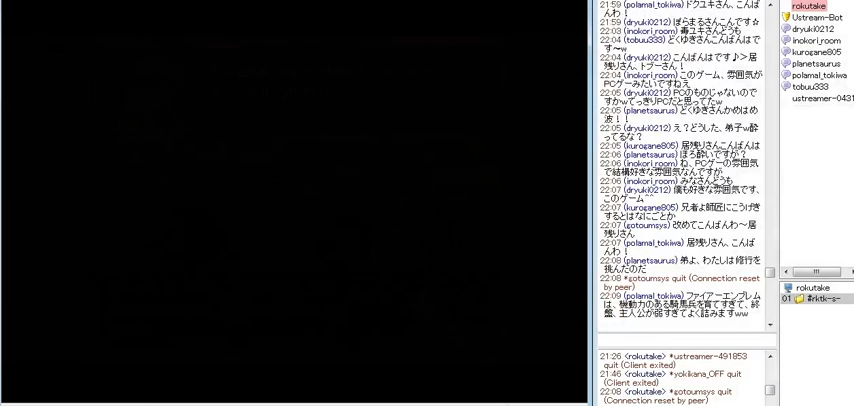 21:59 (polamal_tokiwa) ドクユキさん、こんば
んわ！
21:59 (dryuki0212) ぽらまるさんこんです☆
22:03 (inokori_room) 毒ユキさんどうも
22:04 (tobuu333) どくゆきさんこんばんはで
す～w
22:04 (dryuki0212) こんばんはです♪＞居
残りさん、トブーさん！
22:04 (inokori_room) このゲーム、雰囲気が
PCゲーみたいですねえ
22:05 (dryuki0212) PCのものじゃないので
すかwてっきりPCだと思ってたw
22:05 (planetsaurus) どくゆきさんかめはめ
波！！
22:05 (dryuki0212) え？どうした、弟子w酔
ってるな？
22:05 (kurogane805) 居残りさんこんばんは
22:06 (planetsaurus) ほろ酔いですが？
22:06 (inokori_room) ね、PCゲーの雰囲気
で結構好きな雰囲気なんですが
22:06 (inokori_room) みなさんどうも
22:07 (dryuki0212) 僕も好きな雰囲気です、
このゲーム^^
22:07 (kurogane805) 兄者よ師匠にこうげき
するとはなにごとか
22:07 (gotoumsys) 改めてこんばんわ～居
残りさん
22:07 (polamal_tokiwa) 居残りさん、こんば
んわ！
22:08 (planetsaurus) 弟よ、わたしは修行を
挑んだのだ
22:08 *gotoumsys quit (Connection reset
by peer)
22:09 (polamal_tokiwa) ファイアーエンブレム
は、機動力のある騎馬兵を育てすぎて、終
盤、主人公が弱すぎてよく詰みますww
21:26 <rokutake> *ustreamer-491853
quit (Client exited)
21:46 <rokutake> *yokikana_OFF quit
(Client exited)
22:08 <rokutake> *gotoumsys quit
(Connection reset by peer)
rokutake
Ustream-Bot
dryuki0212
inokori_room
kurogane805
planetsaurus
polamal_tokiwa
tobuu333
ustreamer-0431
rokutake
01 #rktk-s-